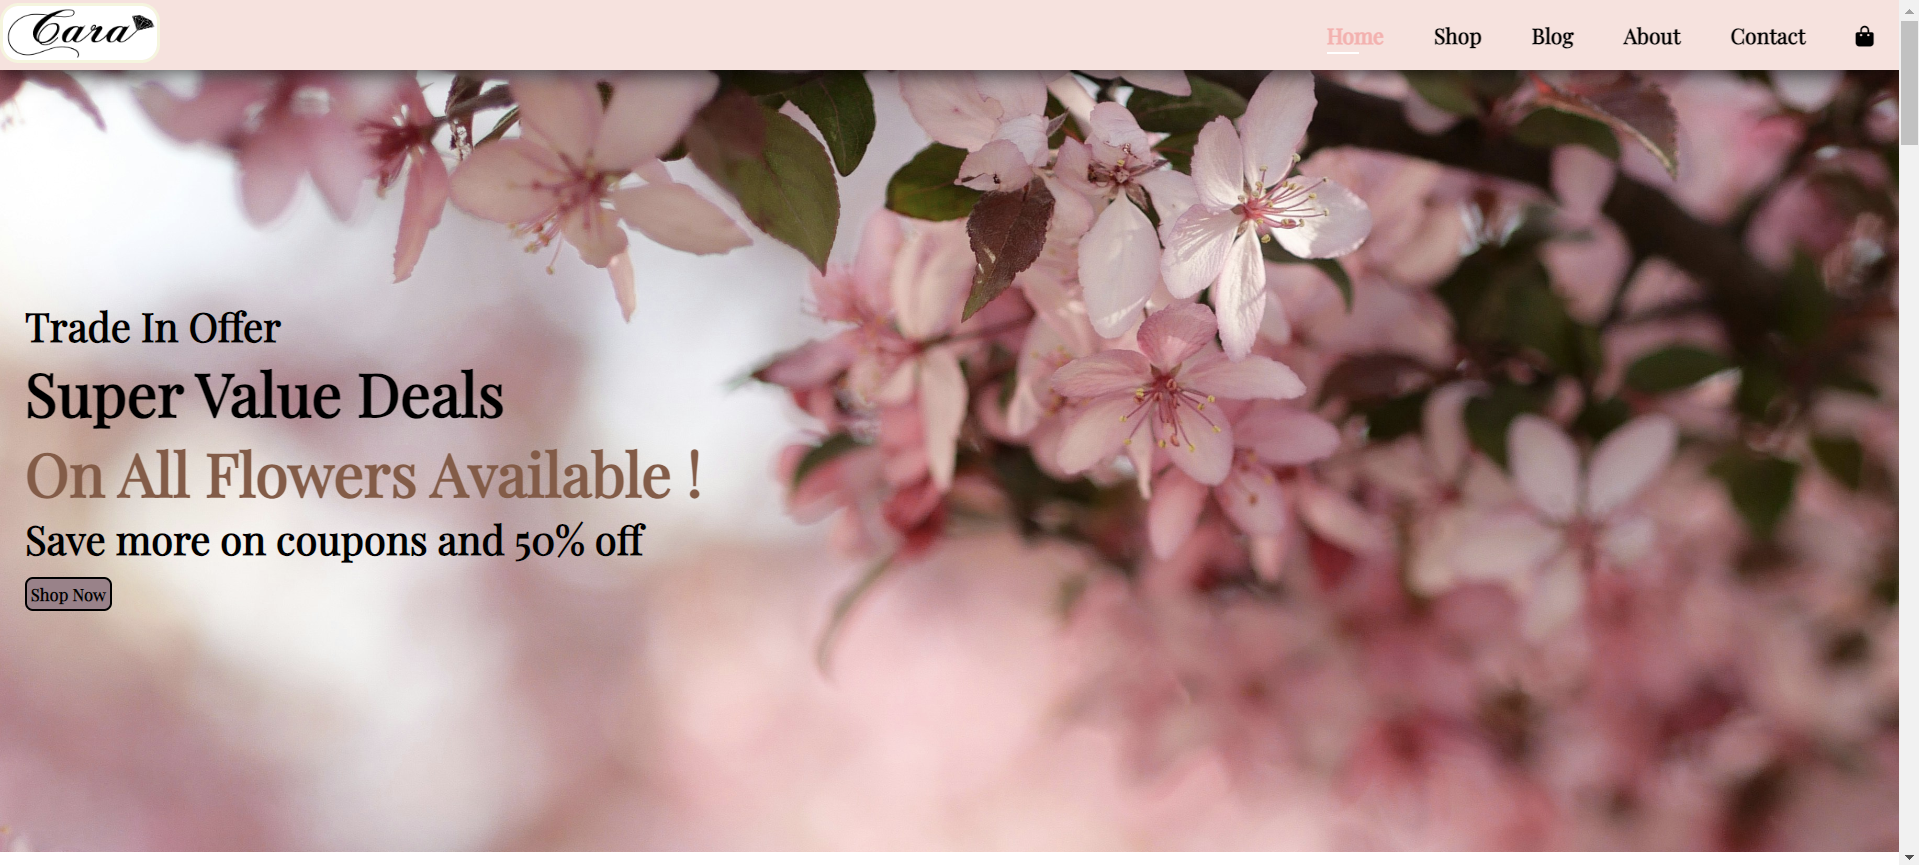 Cara
Home Shop Blog About Contact
Trade In Offer
Super Value Deals
On All Flowers Available !
Save more on coupons and 50% off
Shop Now